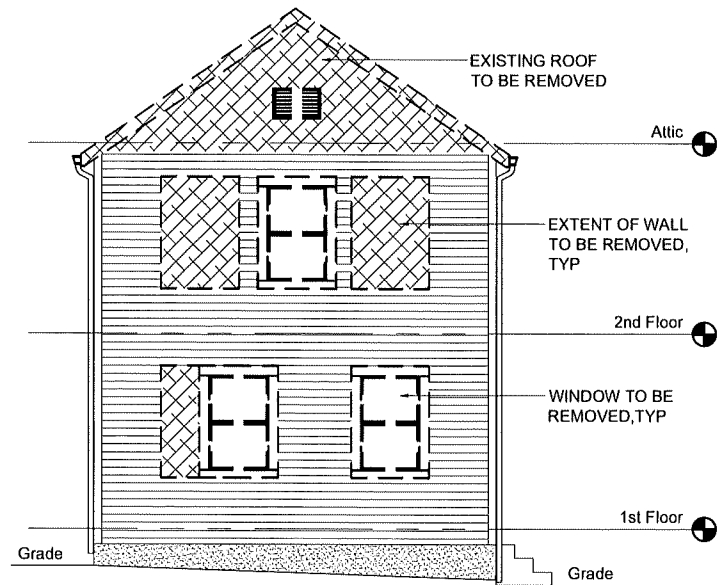 EXISTING ROOF
TO BE REMOVED
Attic
EXTENT OF WALL
TO BE REMOVED,
TYP
2nd Floor
WINDOW TO BE
REMOVED,TYP
1st Floor
Grade
Grade